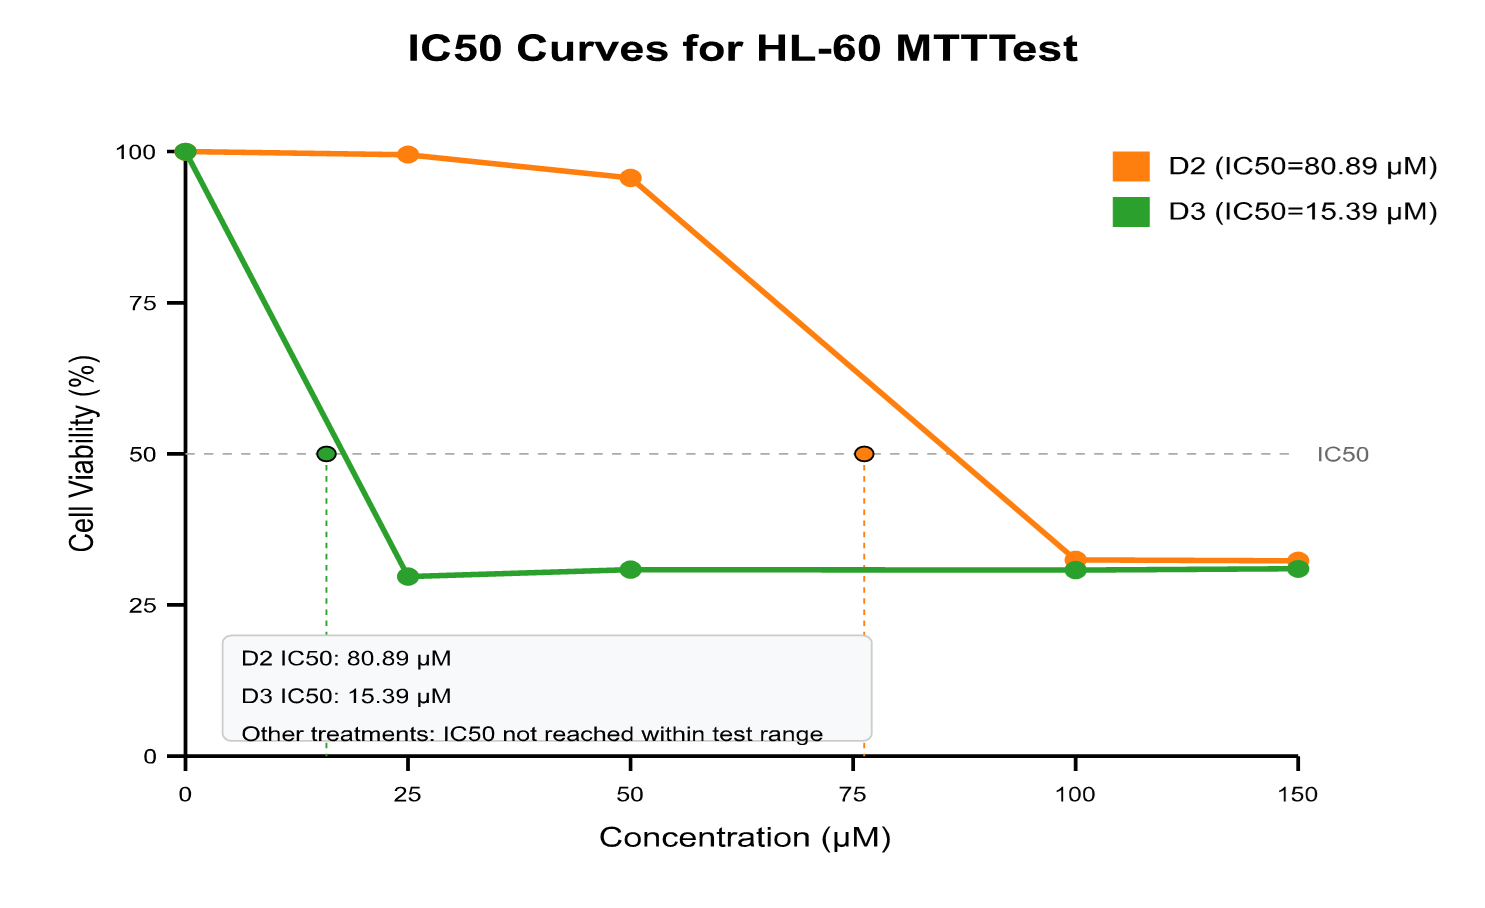 IC50 Curves for HL-60 MTTTest
D2 (IC50=80.89 µM)
D3 (IC50=15.39 µM)
Cell Viability (%)
100
75
50
25
0
IC50
D2 IC50: 80.89 µM
D3 IC50: 15.39 µM
Other treatments: IC50 not reached within test range
0 25 50 75 100 150
Concentration (µM)